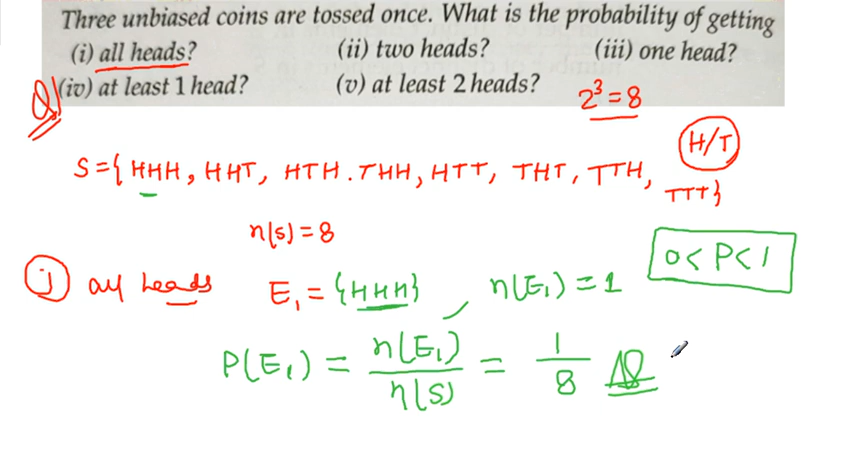 Three unbiased coins are tossed once. What is the probability of getting
(i) all heads? (ii) two heads? (iii) one head?
(iv) at least 1 head? (v) at least 2 heads?
Q)
2³ = 8
H/T
S = { HHH, HHT, HTH. THH, HTT, THT, TTH,
TTT}
n(s) = 8
i) all heads E₁ = {HHH} n(E₁) = 1
0 < P < 1
P(E₁) = n(E₁)/n(S) = 1/8